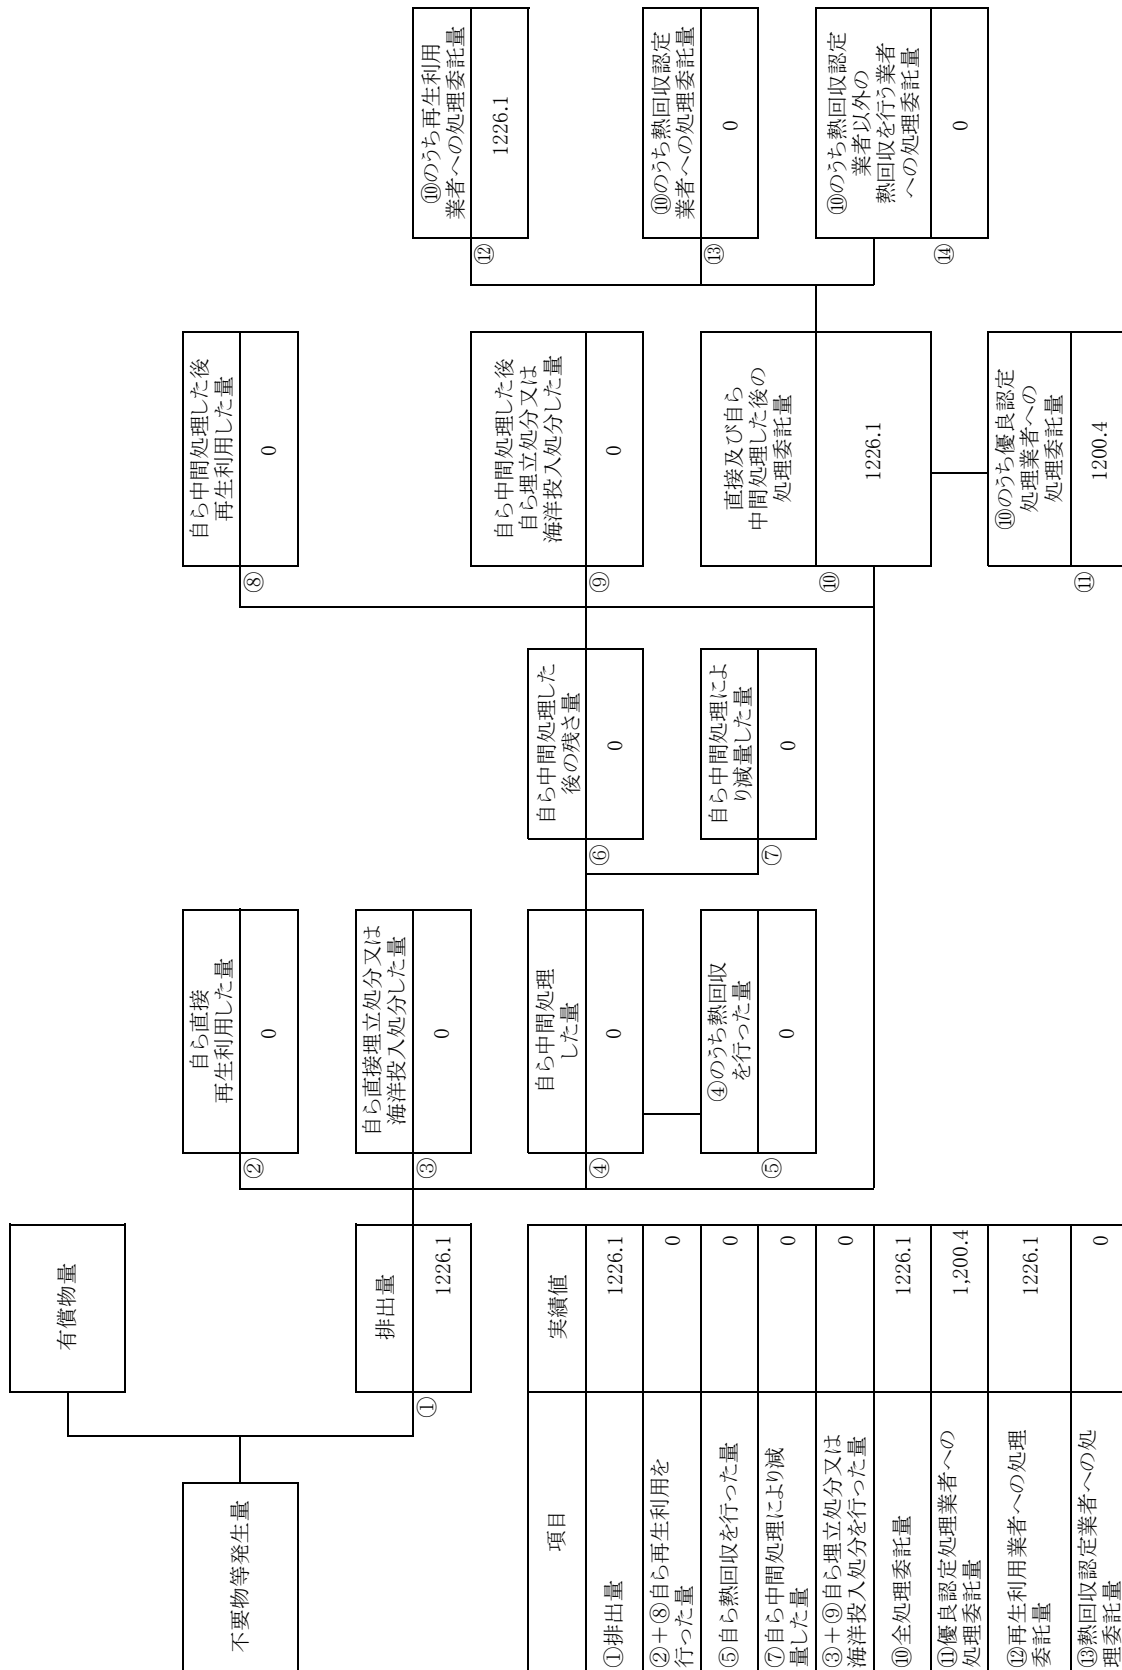 不要物等発生量
有償物量
排出量
①
1226.1
②
自ら直接
再生利用した量
0
③
自ら直接埋立処分又は
海洋投入処分した量
0
④
自ら中間処理
した量
0
⑤
④のうち熱回収
を行った量
0
⑥
自ら中間処理した
後の残さ量
0
⑦
自ら中間処理によ
り減量した量
0
⑧
自ら中間処理した後
再生利用した量
0
⑨
自ら中間処理した後
自ら埋立処分又は
海洋投入処分した量
0
⑩
直接及び自ら
中間処理した後の
処理委託量
1226.1
⑪
⑩のうち優良認定
処理業者への
処理委託量
1200.4
⑫
⑩のうち再生利用
業者への処理委託量
1226.1
⑬
⑩のうち熱回収認定
業者への処理委託量
0
⑭
⑩のうち熱回収認定
業者以外の
熱回収を行う業者
への処理委託量
0
項目 実績値
①排出量 1226.1
②+⑧自ら再生利用を
行った量 0
⑤自ら熱回収を行った量 0
⑦自ら中間処理により減
量した量 0
③+⑨自ら埋立処分又は
海洋投入処分を行った量 0
⑩全処理委託量 1226.1
⑪優良認定処理業者への
処理委託量 1,200.4
⑫再生利用業者への処理
委託量 1226.1
⑬熱回収認定業者への処
理委託量 0